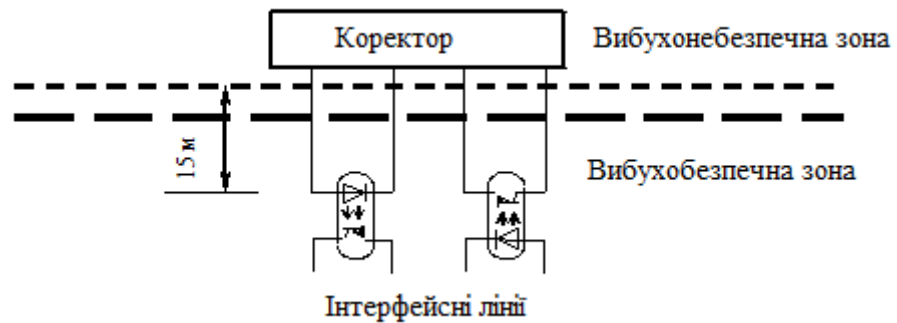 Коректор
Вибухонебезпечна зона
15 м
Вибухобезпечна зона
Інтерфейсні лінії